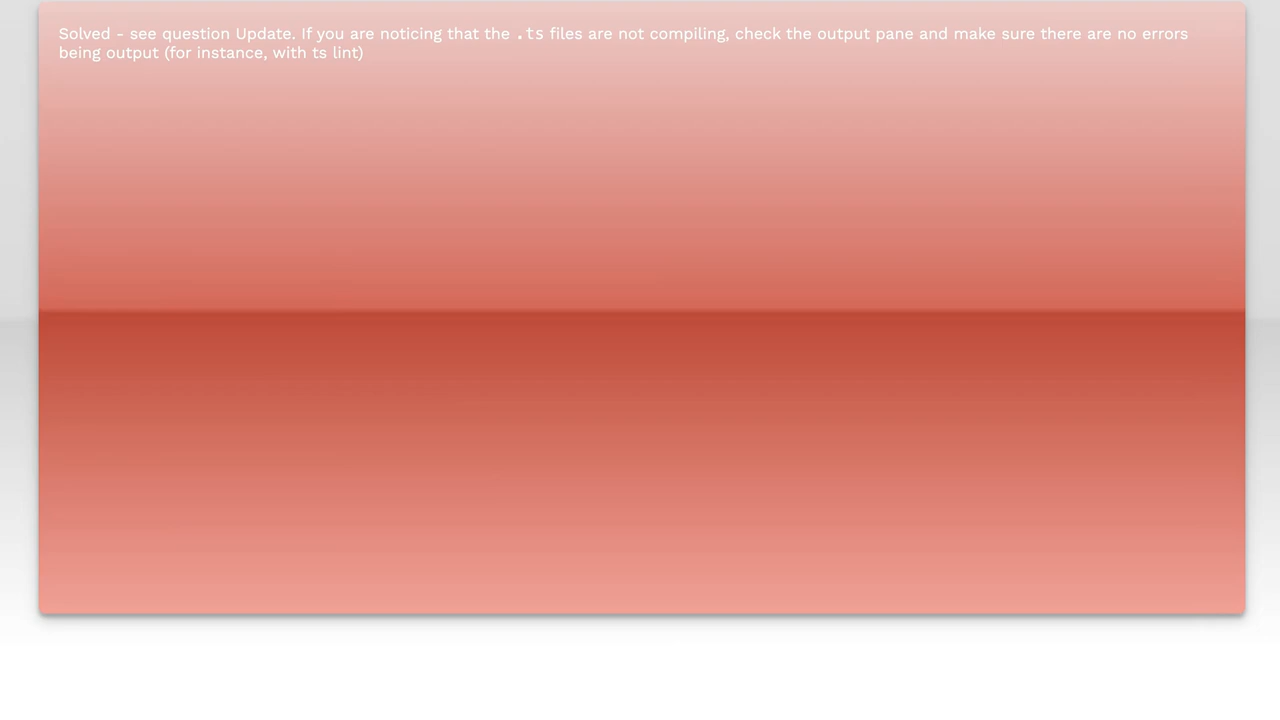 Solved - see question Update. If you are noticing that the .ts files are not compiling, check the output pane and make sure there are no errors
being output (for instance, with ts lint)